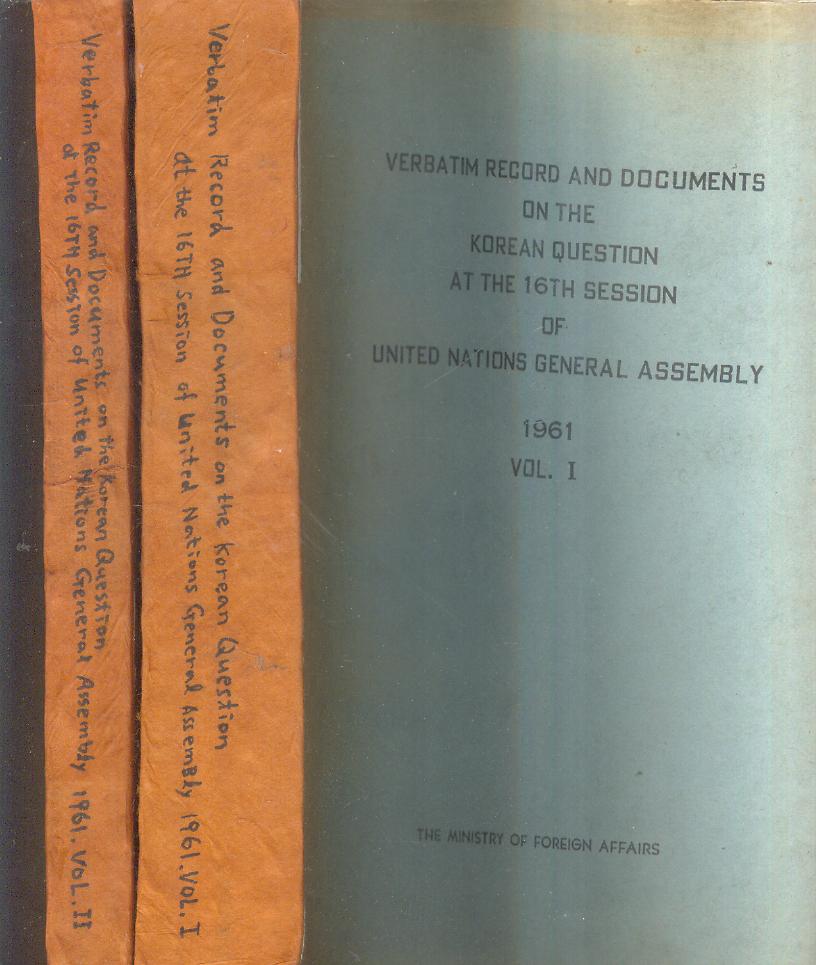 Verbatim Record and Documents on the Korean Question
at the 16TH Session of United Nations General Assembly 1961. VOL. II
Verbatim Record and Documents on the Korean Question
at the 16TH Session of United Nations General AssemBly 1961. VOL. I
VERBATIM RECORD AND DOCUMENTS
ON THE
KOREAN QUESTION
AT THE 16TH SESSION
OF
UNITED NATIONS GENERAL ASSEMBLY
1961
VOL. I
THE MINISTRY OF FOREIGN AFFAIRS